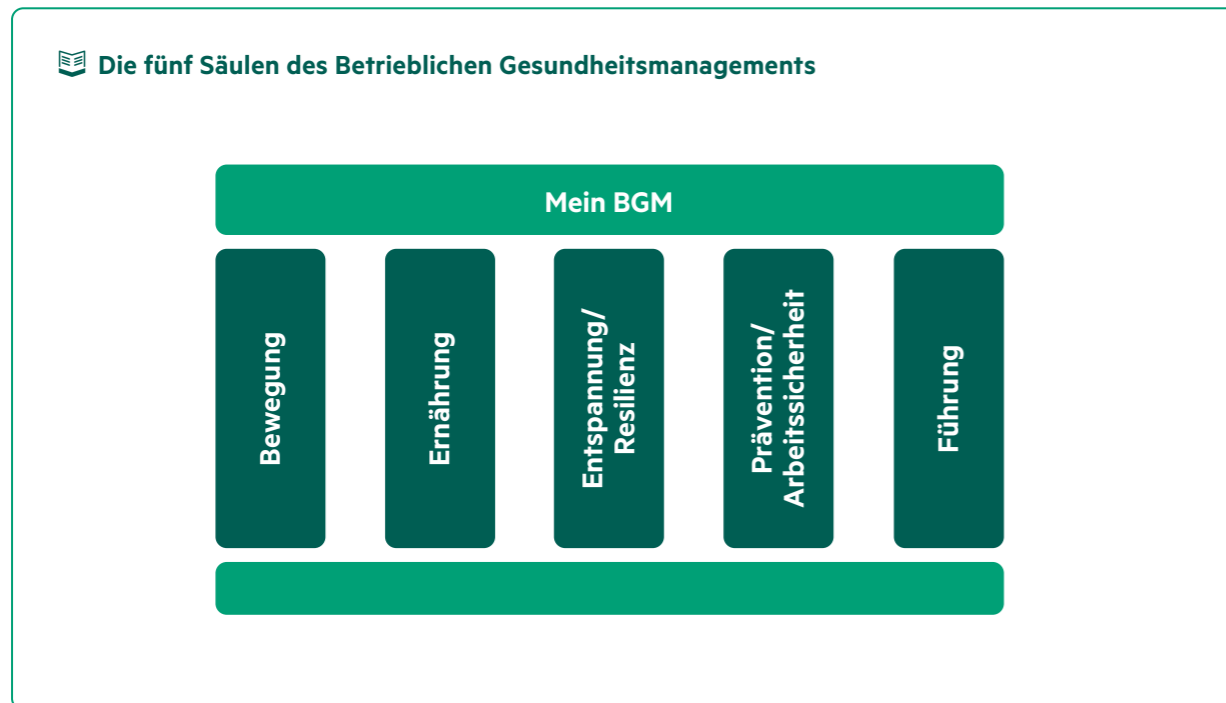 Die fünf Säulen des Betrieblichen Gesundheitsmanagements
Mein BGM
Bewegung
Ernährung
Entspannung/
Resilienz
Prävention/
Arbeitssicherheit
Führung